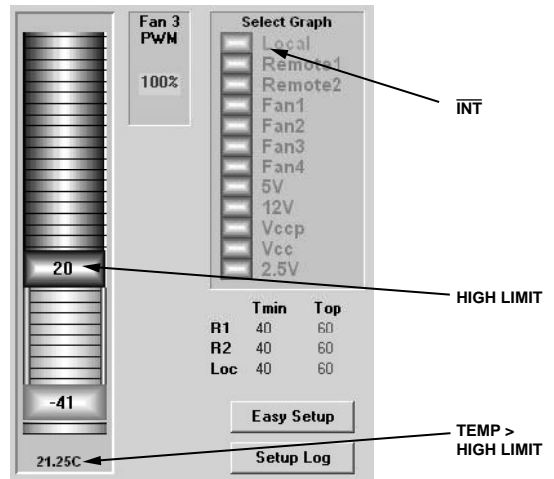 Fan 3
PWM
100%
Select Graph
Local
Remote1
Remote2
Fan1
Fan2
Fan3
Fan4
5V
12V
Vccp
Vcc
2.5V
INT
20
HIGH LIMIT
Tmin Top
R1 40 60
R2 40 60
Loc 40 60
-41
Easy Setup
21.25C
Setup Log
TEMP >
HIGH LIMIT